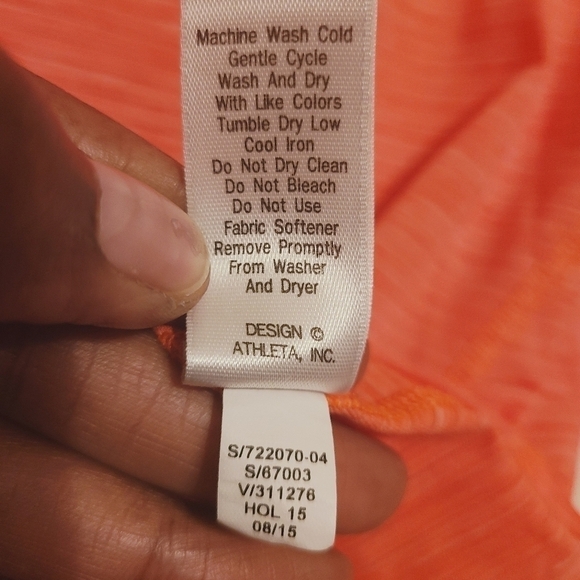 Machine Wash Cold
Gentle Cycle
Wash And Dry
With Like Colors
Tumble Dry Low
Cool Iron
Do Not Dry Clean
Do Not Bleach
Do Not Use
Fabric Softener
Remove Promptly
From Washer
And Dryer
DESIGN ©
ATHLETA, INC.
S/722070-04
S/67003
V/311276
HOL 15
08/15